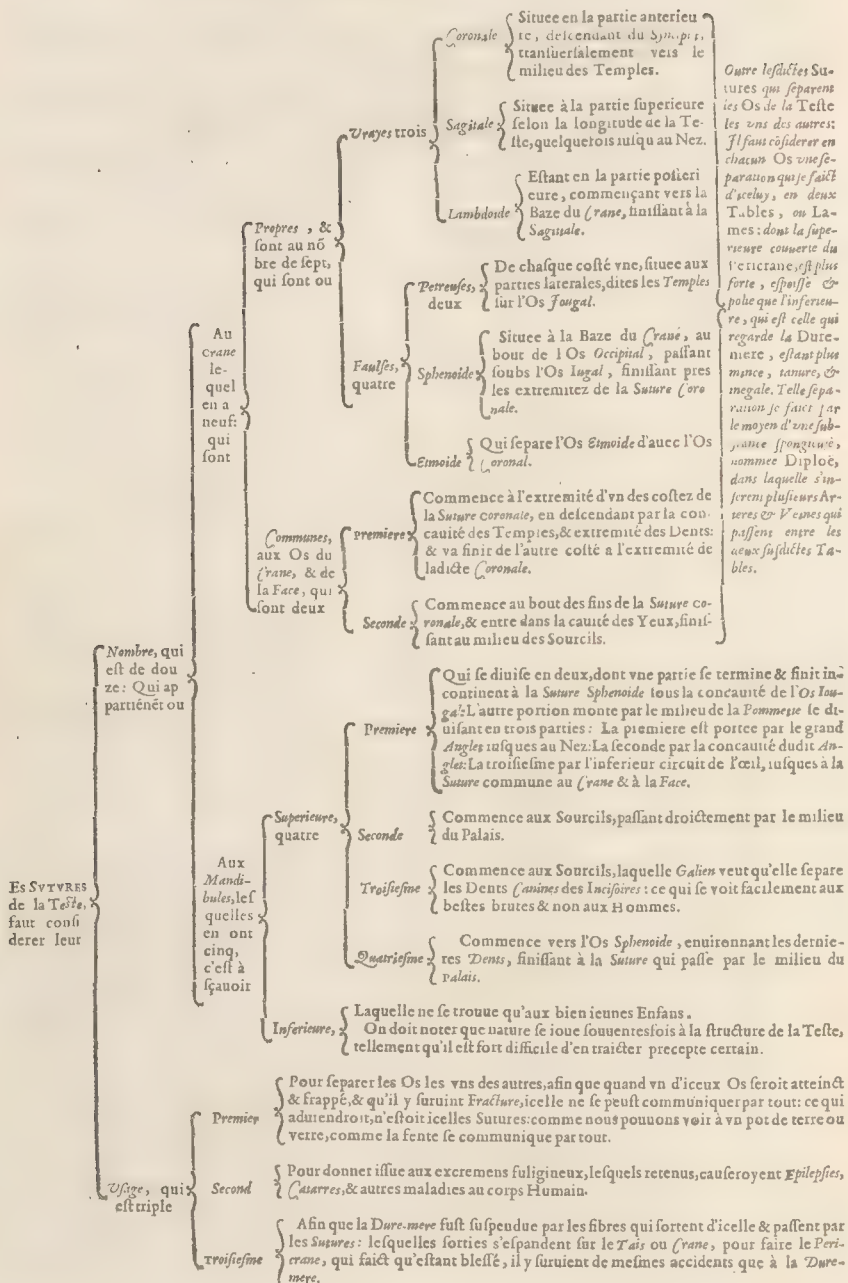 Es SVTVRES
de la Teste,
faut consi
derer leur
Nombre, qui
est de dou
ze: Qui ap
partiénét ou
Au
crane
le-
quel
en a
neuf:
qui
sont
Propres, &
sont au nõ
bre de sept,
qui sont ou
Vrayes trois
Coronale
Situee en la partie anterieu
re, descendant du Synciput,
transuersalement vers le
milieu des Temples.
Sagitale
Situee à la partie superieure
selon la longitude de la Te-
ste, quelquefois iusqu au Nez.
Lambdoide
Estant en la partie posteri
eure, commençant vers la
Baze du Crane, finissant à la
Sagittale.
Faulses,
quatre
Petreuses,
deux
De chasque costé vne, situee aux
parties laterales, dites les Temples
sur l'Os Jougal.
Sphenoide
Situee à la Baze du Crane, au
bout de l'Os Occipital, passant
soubs l'Os Iugal, finissant pres
les extremitez de la Suture Coro
nale.
Etmoide
Qui separe l'Os Etmoide d'auec l'Os
Coronal.
Communes,
aux Os du
Crane, & de
la Face, qui
sont deux
Premiere
Commence à l'extremité d'vn des costez de
la Suture coronale, en descendant par la con
cauité des Temples, & extremité des Dents:
& va finir de l'autre costé a l'extremité de
ladicte Coronale.
Seconde
Commence au bout des fins de la Suture co-
ronale, & entre dans la cauité des Yeux, finis-
sant au milieu des Sourcils.
Outre lesdictes Su-
tures qui separent
les Os de la Teste
les vns des autres:
Il faut cõsiderer en
chacun Os vne se-
paration qui se faict
d'iceluy, en deux
Tables, ou La-
mes: dont la supe-
rieure couuerte du
Pericrane, est plus
forte, espoisse &
polie que l'inferieu-
re, qui est celle qui
regarde la Dure-
mere, estant plus
mince, tanure, &
inegale. Telle sepa-
ration se faict par
le moyen d'vne sub-
stance spongieuse,
nommee Diploë,
dans laquelle s'in-
serent plusieurs Ar-
teres & Veines qui
passent entre les
deux susdictes Ta-
bles.
Aux
Mandi-
bules, les
quelles
en ont
cinq,
c'est à
sçauoir
Superieure,
quatre
Premiere
Qui se diuise en deux, dont vne partie se termine & finit in-
continent à la Suture Sphenoide sous la concauité de l'Os Iou-
gal: L'autre portion monte par le milieu de la Pommette se di-
uisant en trois parties: La premiere est portee par le grand
Angles iusques au Nez: La seconde par la concauité dudit An-
gles: La troisiesme par l'inferieur circuit de l'œil, iusques à la
Suture commune au Crane & à la Face.
Seconde
Commence aux Sourcils, passant droictement par le milieu
du Palais.
Troisiesme
Commence aux Sourcils, laquelle Galien veut qu'elle separe
les Dents Canines des Incisoires: ce qui se voit facilement aux
bestes brutes & non aux Hommes.
Quatriesme
Commence vers l'Os Sphenoide, enuironnant les dernie-
res Dents, finissant à la Suture qui passe par le milieu du
Palais.
Inferieure,
Laquelle ne se trouue qu'aux bien ieunes Enfans.
On doit noter que nature se ioue souuentesfois à la structure de la Teste,
tellement qu'il est fort difficile d'en traicter precepte certain.
Vsage, qui
est triple
Premier
Pour separer les Os les vns des autres, afin que quand vn d'iceux Os seroit atteinct
& frappé, & qu'il y suruint Fracture, icelle ne se peust communiquer par tout: ce qui
aduiendroit, n'estoit icelles Sutures: comme nous pouuons voir à vn pot de terre ou
verre, comme la fente se communique par tout.
Second
Pour donner issue aux excremens fuligineux, lesquels retenus, causeroyent Epilepsies,
Catarres, & autres maladies au corps Humain.
Troisiesme
Afin que la Dure-mere fust suspendue par les fibres qui sortent d'icelle & passent par
les Sutures: lesquelles sorties s'espandent sur le Tais ou Crane, pour faire le Peri-
crane, qui faict qu'estant blessé, il y suruient de mesmes accidents que à la Dure-
mere.